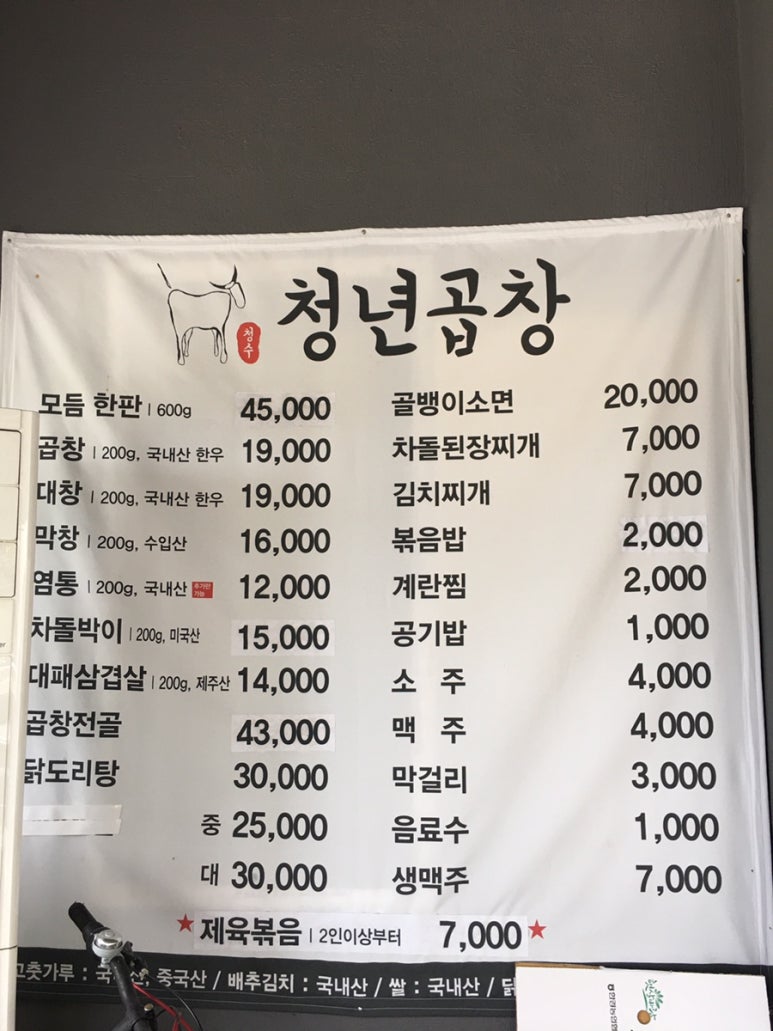 청년곱창
청수
모듬 한판 | 600g 45,000
곱창 | 200g, 국내산 한우 19,000
대창 | 200g, 국내산 한우 19,000
막창 | 200g, 수입산 16,000
염통 | 200g, 국내산 추가만 가능 12,000
차돌박이 | 200g, 미국산 15,000
대패삼겹살 | 200g, 제주산 14,000
곱창전골 43,000
닭도리탕 30,000
중 25,000
대 30,000
골뱅이소면 20,000
차돌된장찌개 7,000
김치찌개 7,000
볶음밥 2,000
계란찜 2,000
공기밥 1,000
소 주 4,000
맥 주 4,000
막걸리 3,000
음료수 1,000
생맥주 7,000
★제육볶음 | 2인이상부터 7,000★
고춧가루 : 국산, 중국산 / 배추김치 : 국내산 / 쌀 : 국내산 / 닭